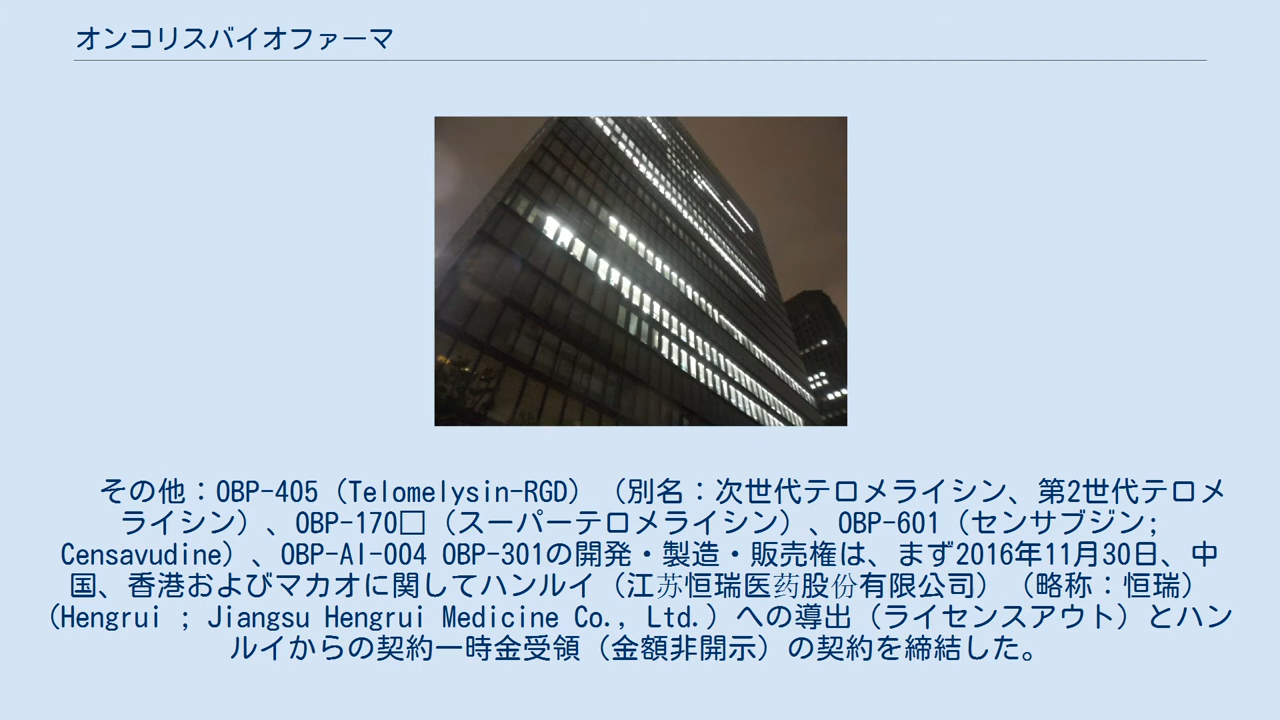 オンコリスバイオファーマ
その他：OBP-405（Telomelysin-RGD）（別名：次世代テロメライシン、第2世代テロメ
ライシン）、OBP-170□（スーパーテロメライシン）、OBP-601（センサブジン;
Censavudine）、OBP-AI-004 OBP-301の開発・製造・販売権は、まず2016年11月30日、中
国、香港およびマカオに関してハンルイ（江苏恒瑞医药股份有限公司）（略称：恒瑞）
(Hengrui ; Jiangsu Hengrui Medicine Co., Ltd.）への導出（ライセンスアウト）とハン
ルイからの契約一時金受領（金額非開示）の契約を締結した。